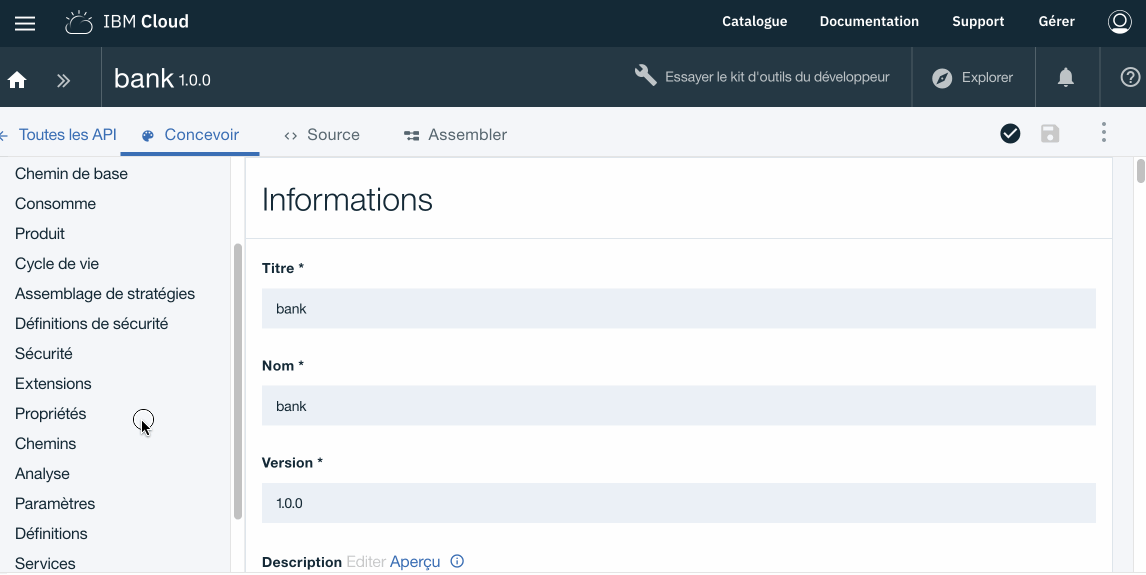 IBM Cloud
Catalogue Documentation Support Gérer
bank 1.0.0
Essayer le kit d'outils du développeur
Explorer
Toutes les API
Concevoir
Source
Assembler
Chemin de base
Consomme
Produit
Cycle de vie
Assemblage de stratégies
Définitions de sécurité
Sécurité
Extensions
Propriétés
Chemins
Analyse
Paramètres
Définitions
Services
Informations
Titre *
bank
Nom *
bank
Version *
1.0.0
Description Editer Aperçu